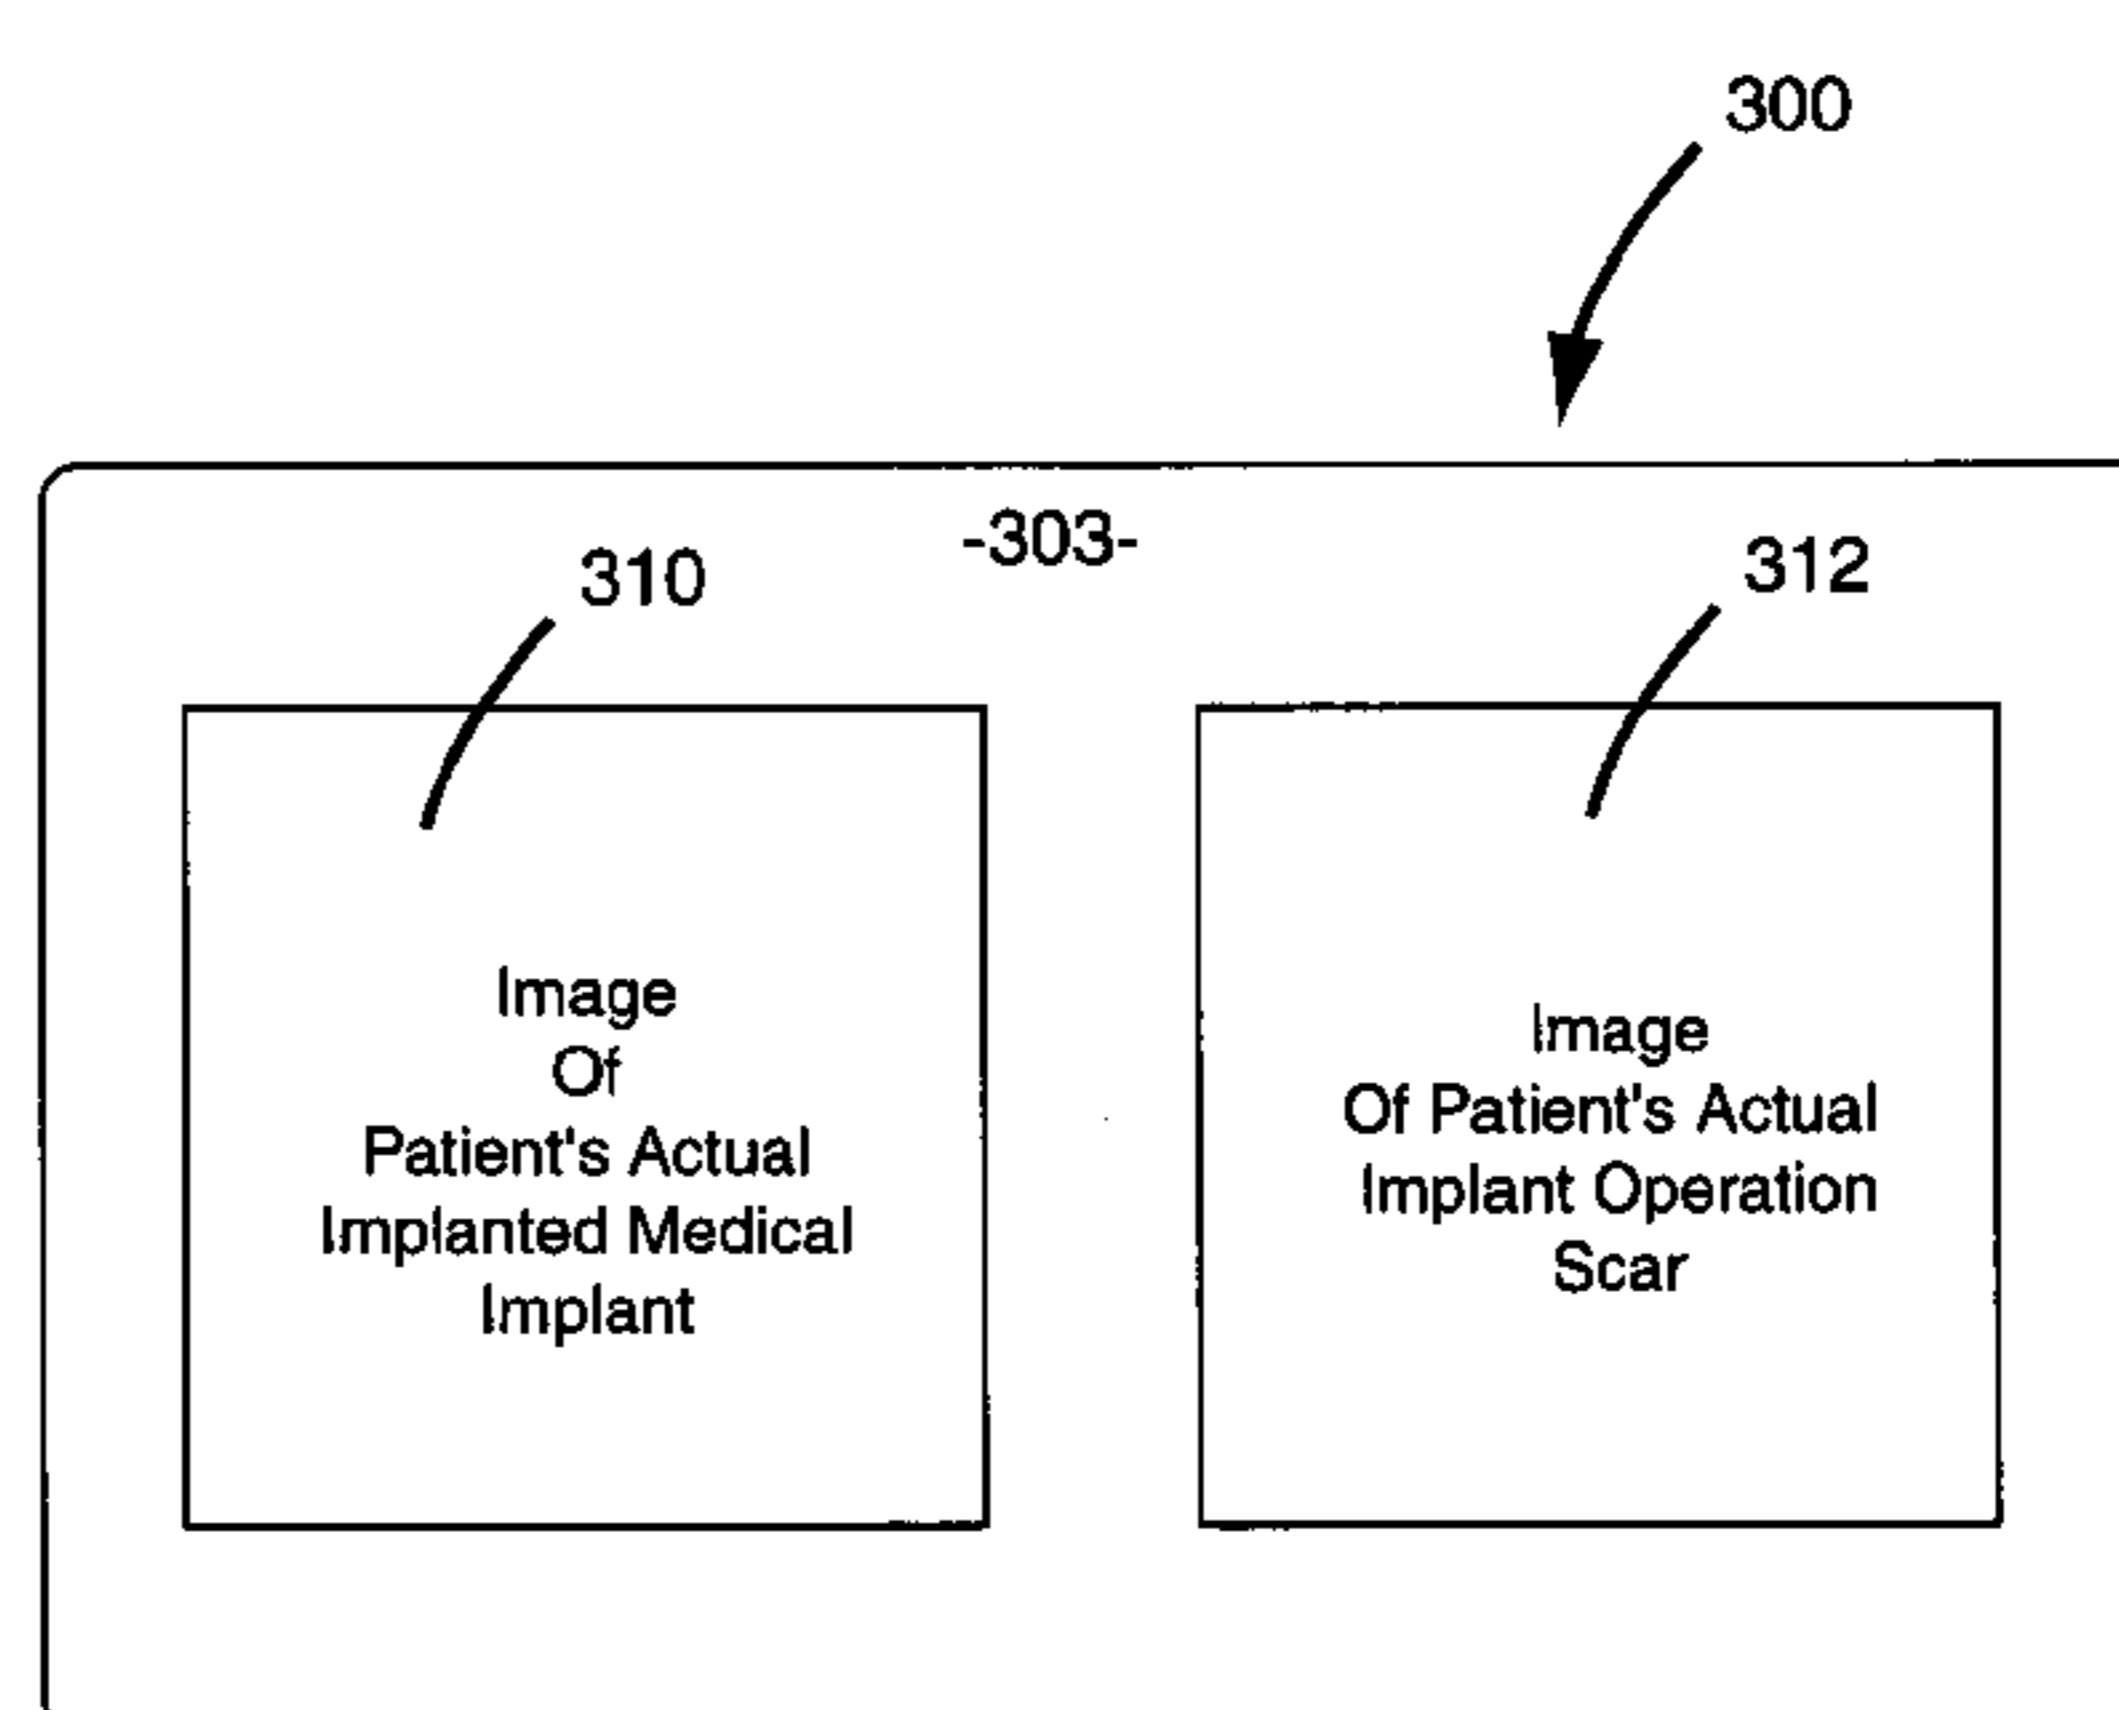 300
-303-
310
312
Image
Of
Patient's Actual
Implanted Medical
Implant
Image
Of Patient's Actual
Implant Operation
Scar